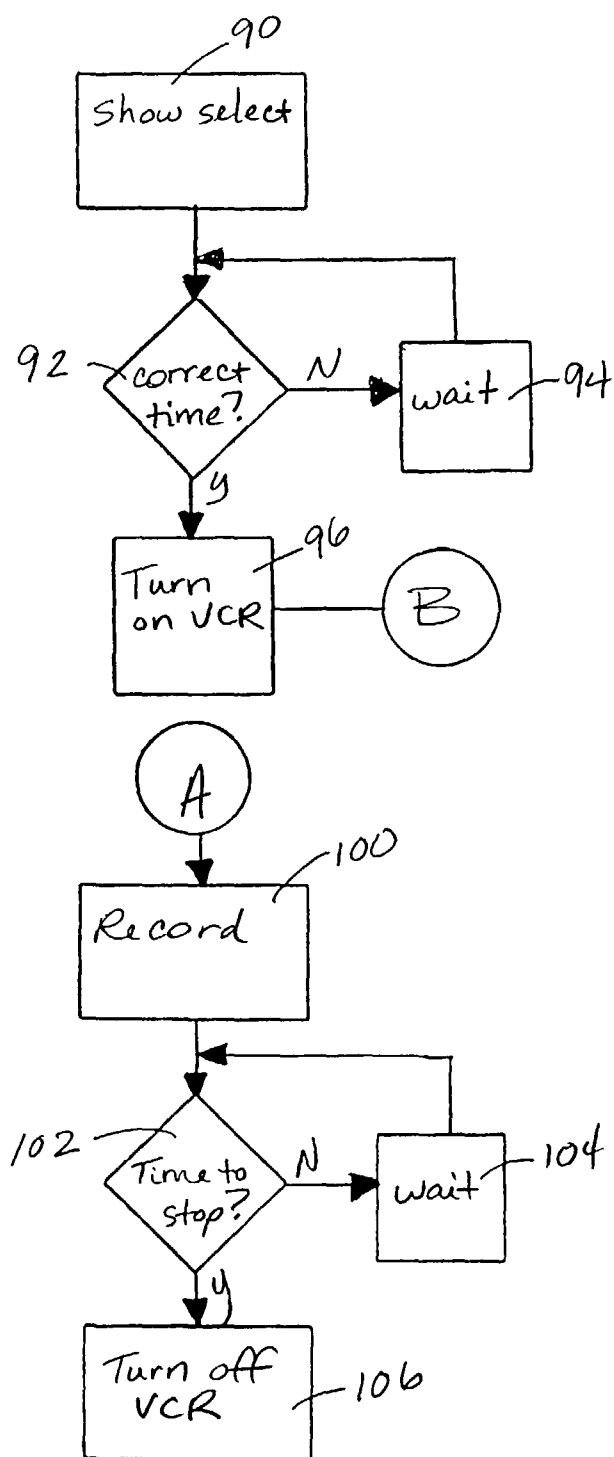 90
Show select
92
correct
time?
N
wait
94
y
96
Turn
on VCR
B
A
100
Record
102
Time to
stop?
N
wait
104
y
Turn off
VCR
106